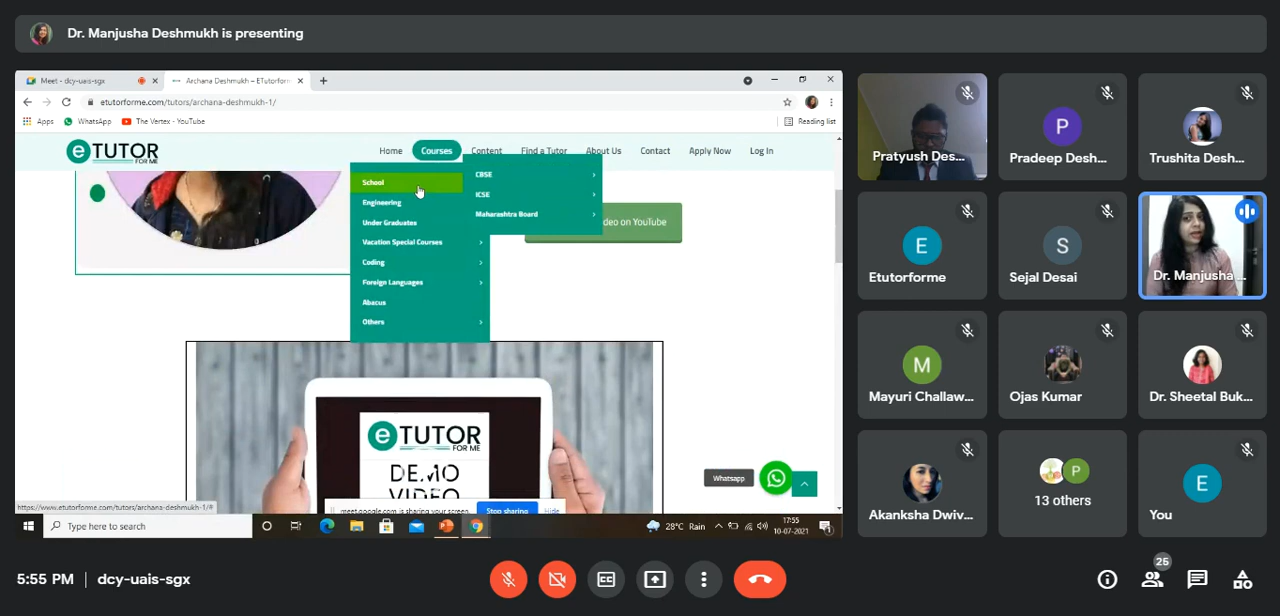 Dr. Manjusha Deshmukh is presenting
Meet - dcy-uais-sgx
Archana Deshmukh – ETutorform
etutorforme.com/tutors/archana-deshmukh-1/
Apps
WhatsApp
The Vertex - YouTube
Reading list
e TUTOR
FOR ME
Home
Courses
Content
Find a Tutor
About Us
Contact
Apply Now
Log In
School
Engineering
Under Graduates
Vacation Special Courses
Coding
Foreign Languages
Abacus
Others
CBSE
ICSE
Maharashtra Board
deo on YouTube
e TUTOR
FOR ME
DEMO
VIDEO
Whatsapp
https://www.etutorforme.com/tutors/archana-deshmukh-1/#
meet.google.com is sharing your screen.
Stop sharing
Hide
Type here to search
28°C Rain
17:55
10-07-2021
Pratyush Des...
P
Pradeep Desh...
Trushita Desh...
E
Etutorforme
S
Sejal Desai
Dr. Manjusha ...
M
Mayuri Challaw...
Ojas Kumar
Dr. Sheetal Buk...
Akanksha Dwiv...
P
13 others
E
You
5:55 PM | dcy-uais-sgx
CC
25